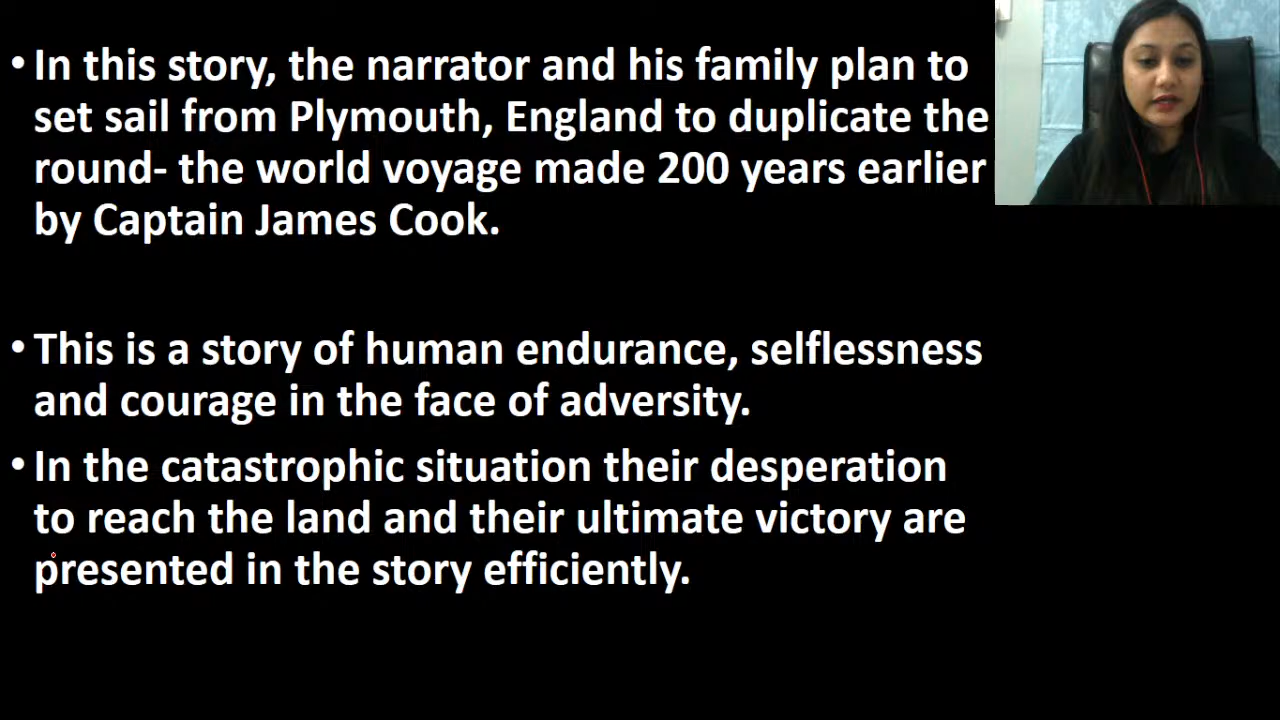 • In this story, the narrator and his family plan to
set sail from Plymouth, England to duplicate the
round- the world voyage made 200 years earlier
by Captain James Cook.
• This is a story of human endurance, selflessness
and courage in the face of adversity.
• In the catastrophic situation their desperation
to reach the land and their ultimate victory are
presented in the story efficiently.